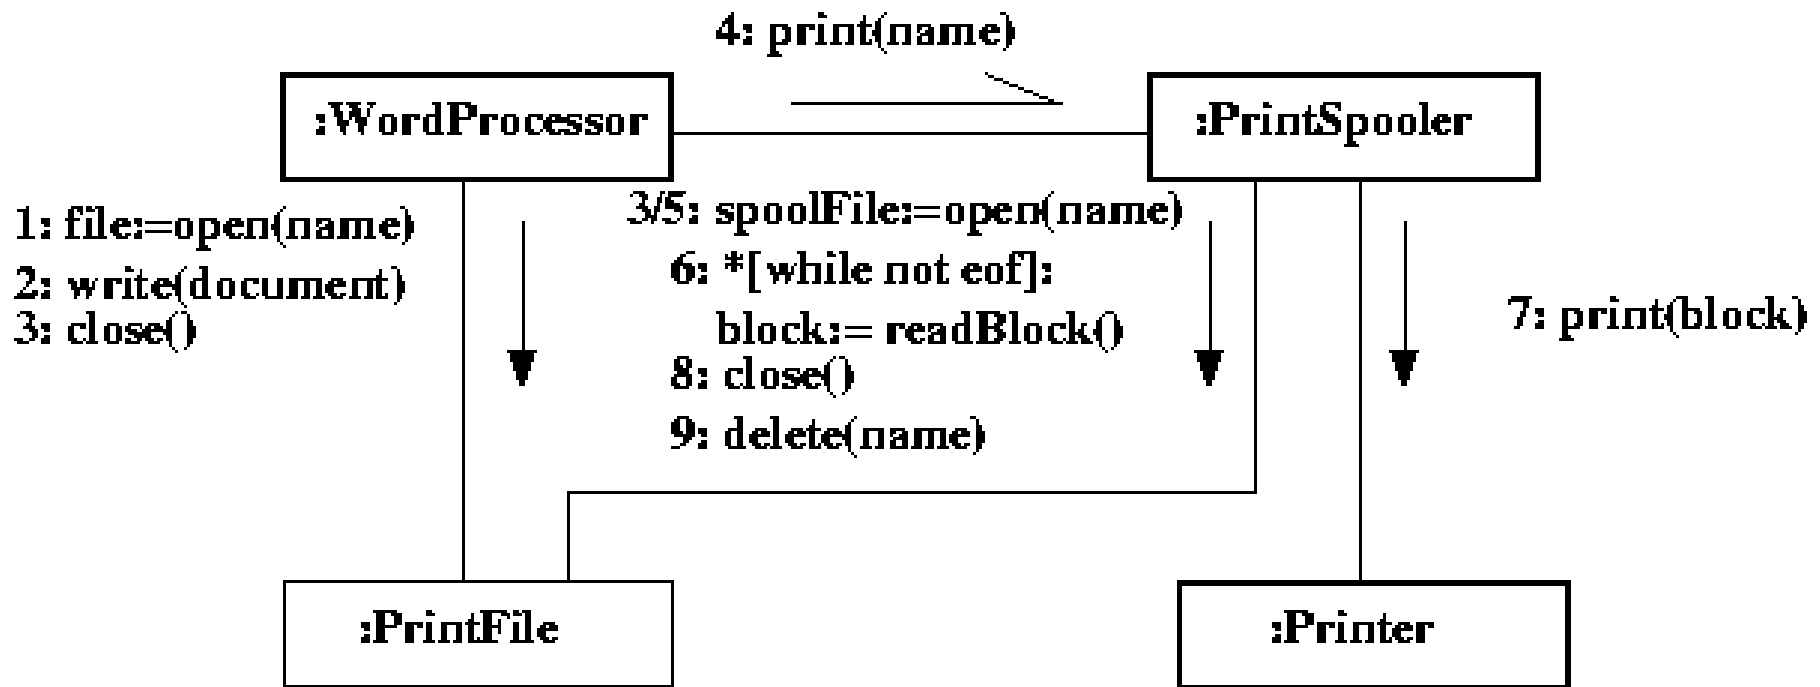 4: print(name)
:WordProcessor
:PrintSpooler
1: file:=open(name)
2: write(document)
3: close()
3/5: spoolFile:=open(name)
6: *[while not eof]:
block:= readBlock()
8: close()
9: delete(name)
7: print(block)
:PrintFile
:Printer